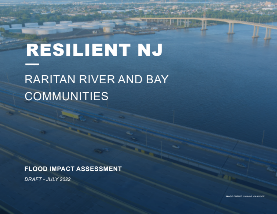 RESILIENT NJ
RARITAN RIVER AND BAY
COMMUNITIES
FLOOD IMPACT ASSESSMENT
DRAFT - JULY 2022